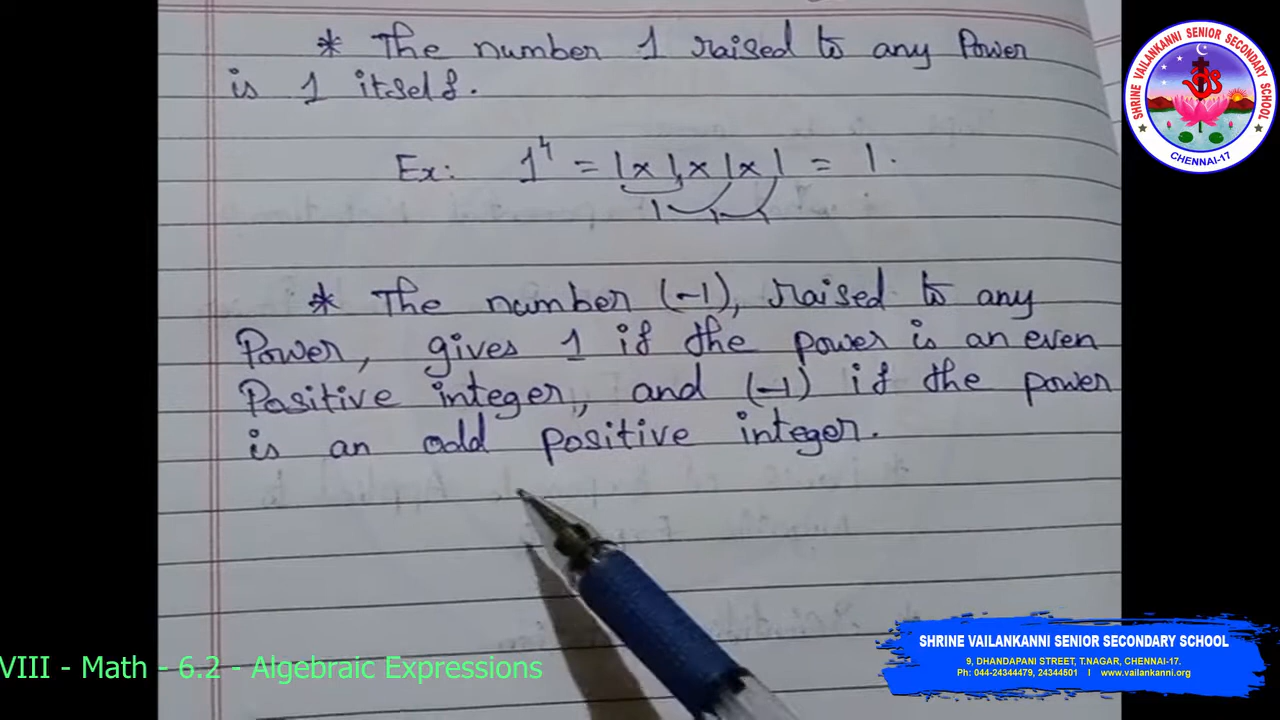 * The number 1 raised to any Power
is 1 itself.
Ex: 1⁴ = 1 x 1 x 1 x 1 = 1.
1 1 1
* The number (-1), raised to any
Power, gives 1 if the power is an even
Positive integer, and (-1) if the power
is an odd positive integer.
SHRINE VAILANKANNI SENIOR SECONDARY SCHOOL
CHENNAI-17
VIII - Math - 6.2 - Algebraic Expressions
SHRINE VAILANKANNI SENIOR SECONDARY SCHOOL
9, DHANDAPANI STREET, T.NAGAR, CHENNAI-17.
Ph: 044-24344479, 24344501 I www.vailankanni.org